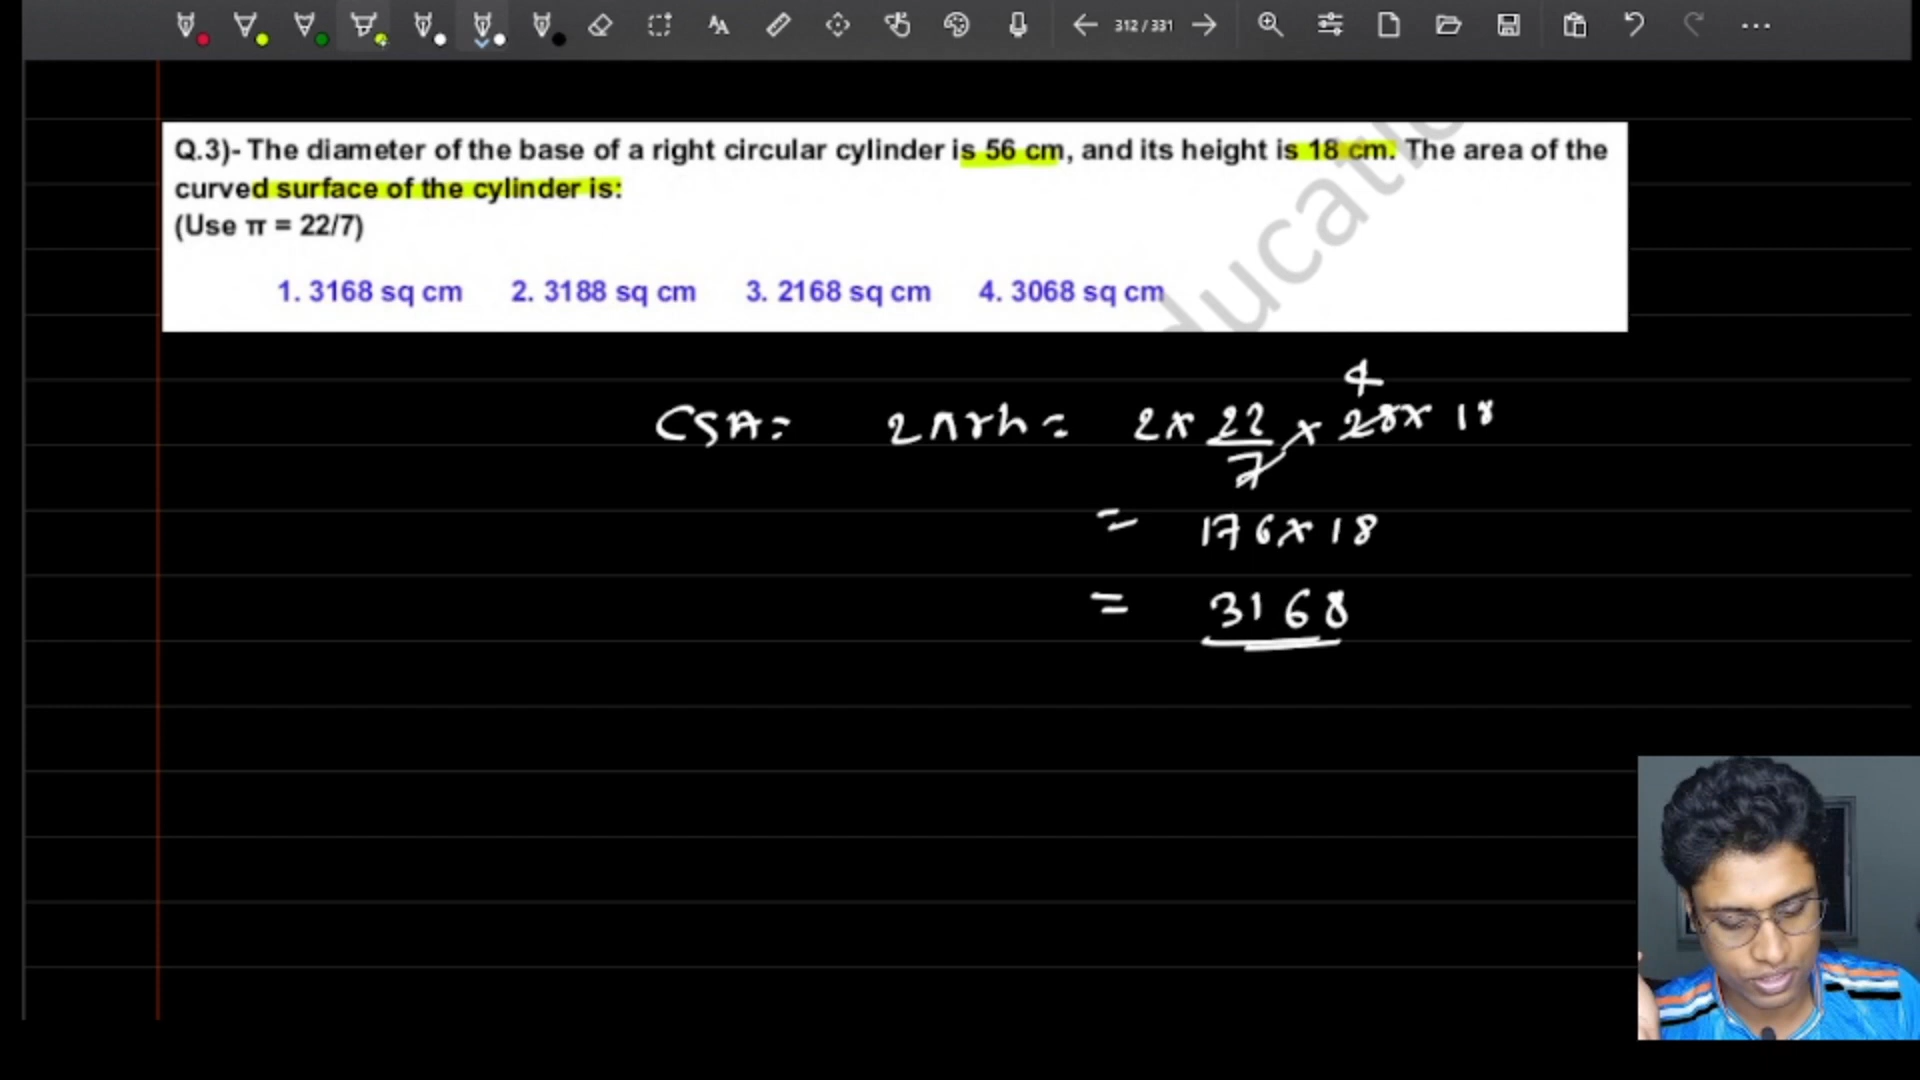 312 / 331
Q.3)- The diameter of the base of a right circular cylinder is 56 cm, and its height is 18 cm. The area of the
curved surface of the cylinder is:
(Use π = 22/7)
1. 3168 sq cm 2. 3188 sq cm 3. 2168 sq cm 4. 3068 sq cm
ducatio
4
CSA= 2πrh = 2 x 22/7 x 28 x 18
= 176 x 18
= 3168